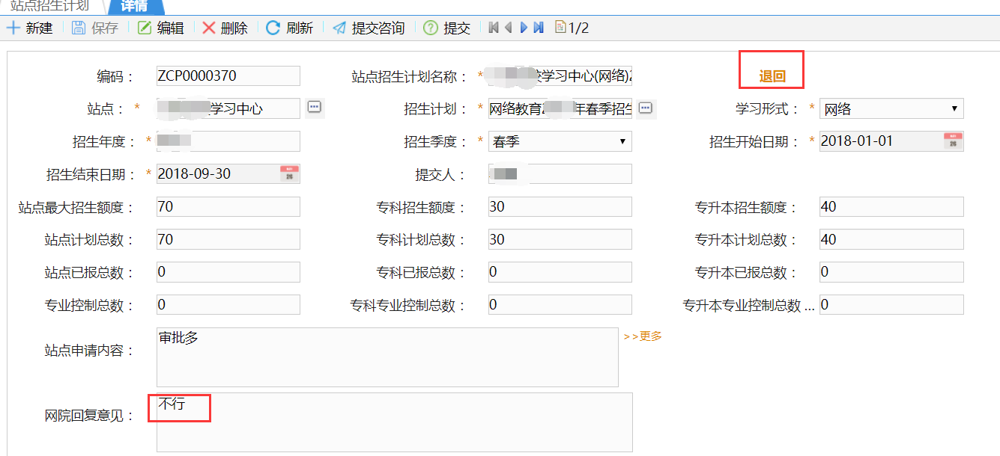 站点招生计划 详情
新建 保存 编辑 删除 刷新 提交咨询 提交 1/2
编码： ZCP0000370 站点招生计划名称： * 学习中心(网络) 退回
站点： * 学习中心 招生计划： * 网络教育 年春季招生 学习形式： * 网络
招生年度： * 招生季度： * 春季 招生开始日期： * 2018-01-01
招生结束日期： * 2018-09-30 提交人：
站点最大招生额度： 70 专科招生额度： 30 专升本招生额度： 40
站点计划总数： 70 专科计划总数： 30 专升本计划总数： 40
站点已报总数： 0 专科已报总数： 0 专升本已报总数： 0
专业控制总数： 0 专科专业控制总数： 0 专升本专业控制总数 ... 0
站点申请内容： 审批多 >>更多
网院回复意见： 不行